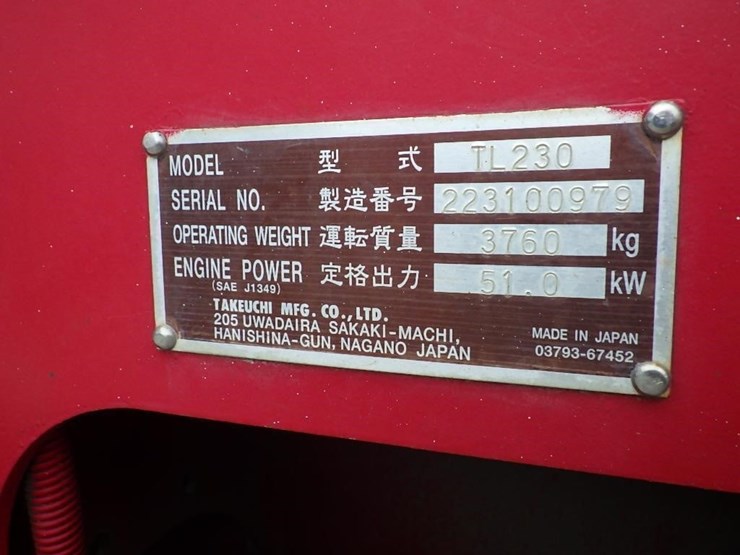 MODEL 型式 TL230
SERIAL NO. 製造番号 223100979
OPERATING WEIGHT 運転質量 3760 kg
ENGINE POWER 定格出力 51.0 kW
(SAE J1349)
TAKEUCHI MFG. CO., LTD.
205 UWADAIRA SAKAKI-MACHI,
HANISHINA-GUN, NAGANO JAPAN
MADE IN JAPAN
03793-67452